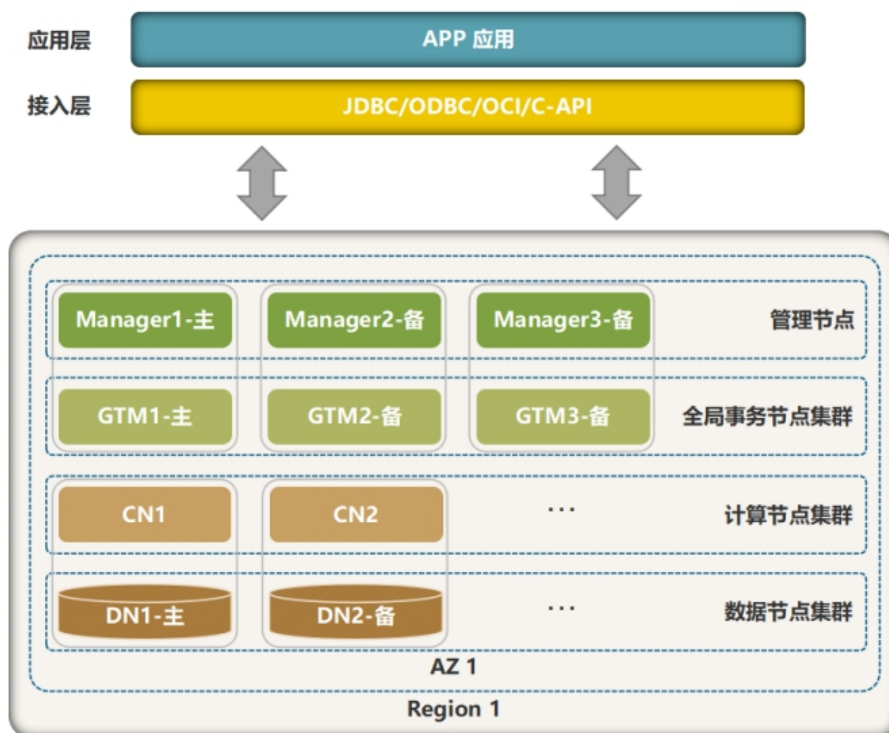 应用层
APP 应用
接入层
JDBC/ODBC/OCI/C-API
Manager1-主
Manager2-备
Manager3-备
管理节点
GTM1-主
GTM2-备
GTM3-备
全局事务节点集群
CN1
CN2
...
计算节点集群
DN1-主
DN2-备
...
数据节点集群
AZ 1
Region 1